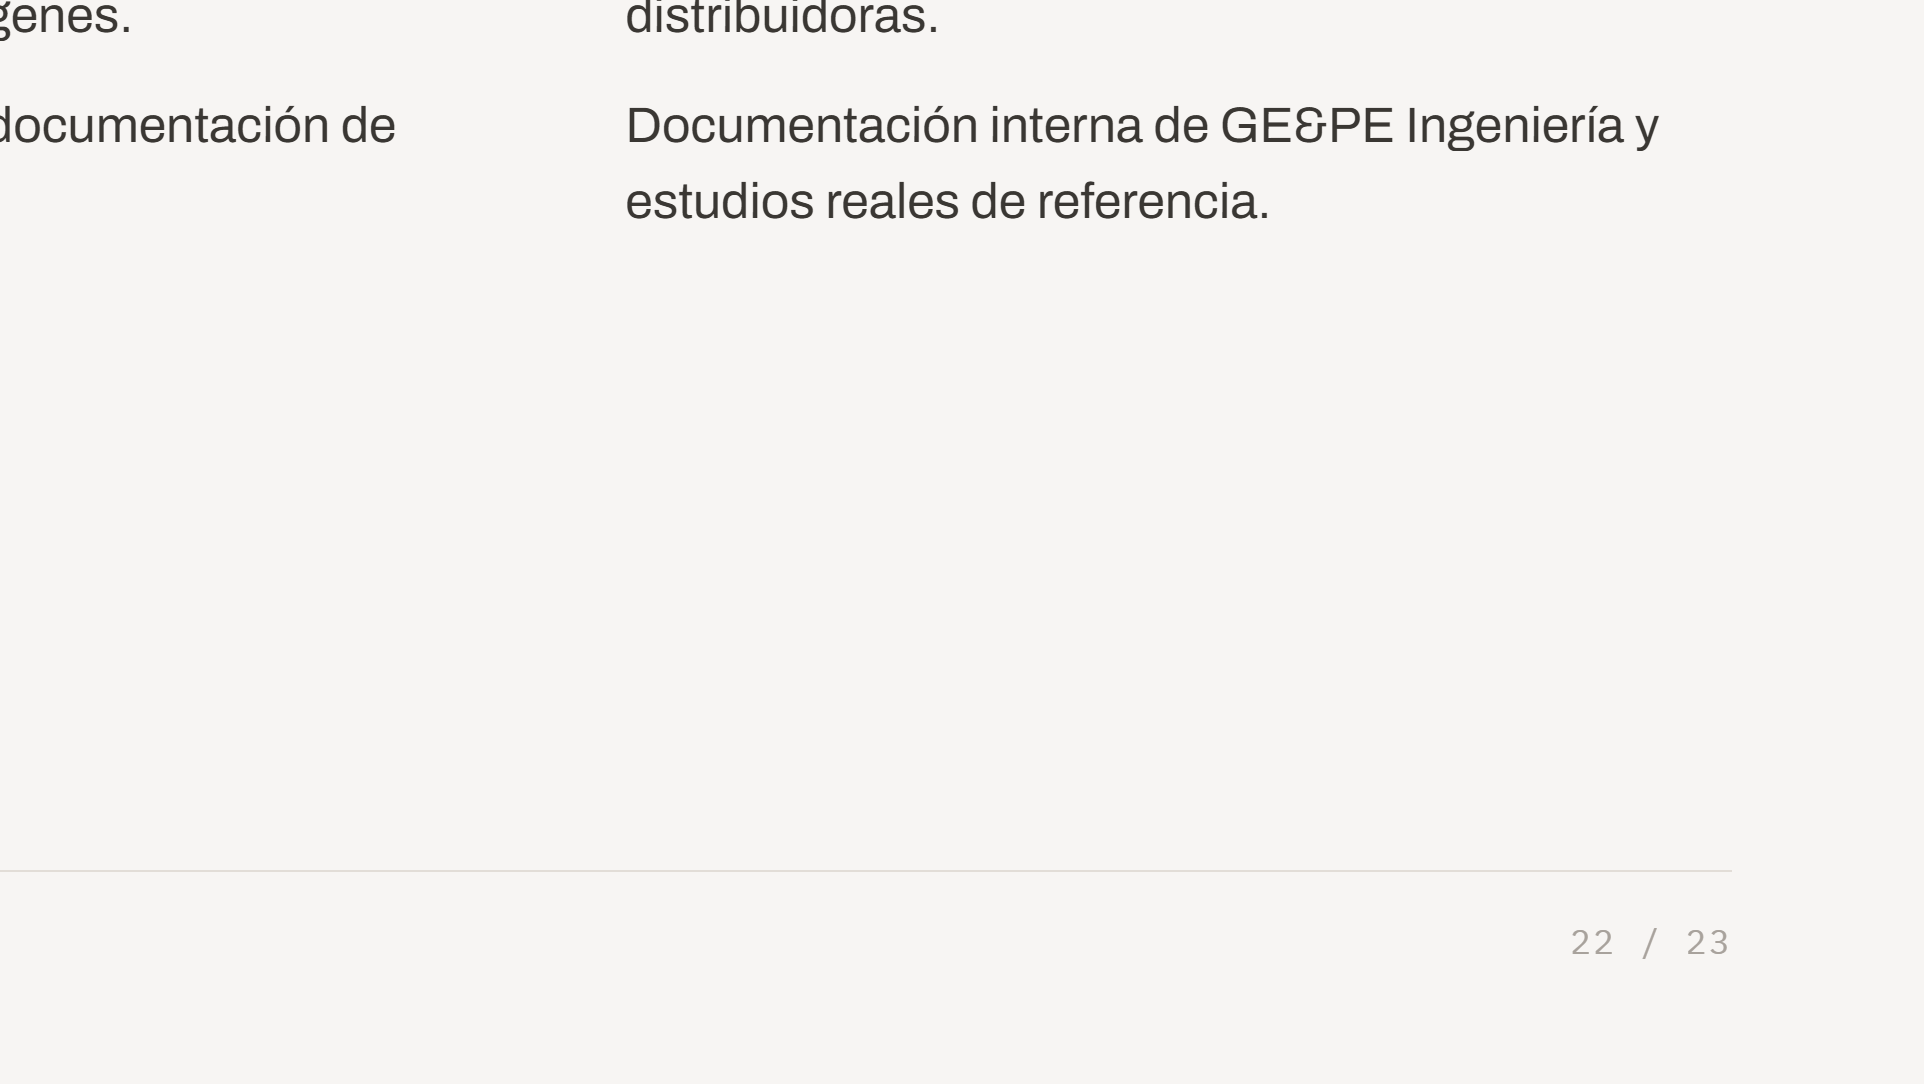 genes.
documentación de
distribuidoras.
Documentación interna de GE&PE Ingeniería y
estudios reales de referencia.
22 / 23